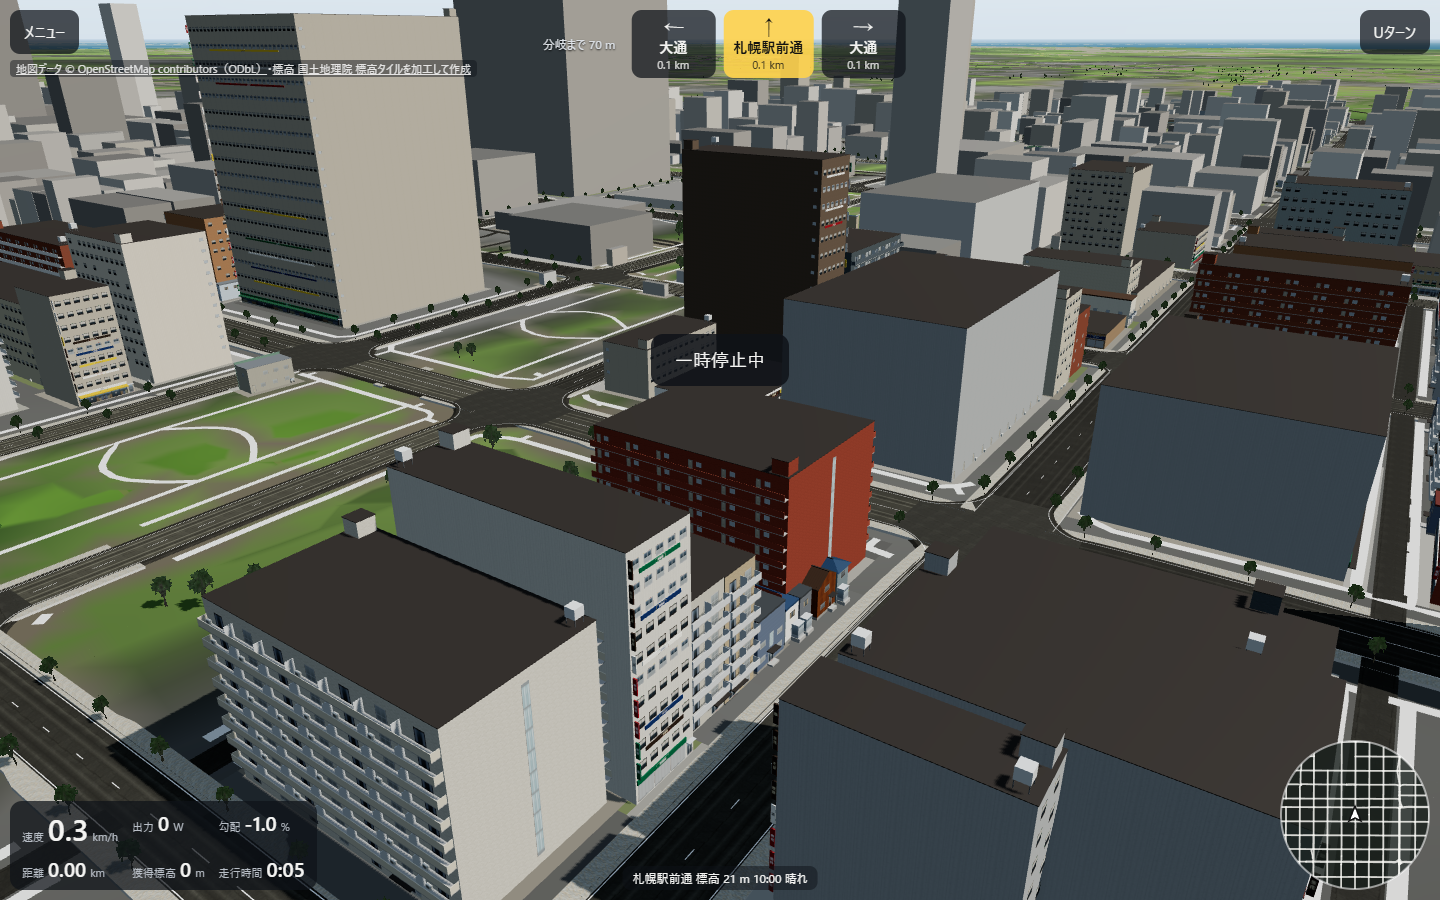 メニュー
地図データ © OpenStreetMap contributors（ODbL）・標高 国土地理院 標高タイルを加工して作成
分岐まで 70 m
←
大通
0.1 km
↑
札幌駅前通
0.1 km
→
大通
0.1 km
Uターン
一時停止中
速度 0.3 km/h 出力 0 W 勾配 -1.0 %
距離 0.00 km 獲得標高 0 m 走行時間 0:05
札幌駅前通 標高 21 m 10:00 晴れ